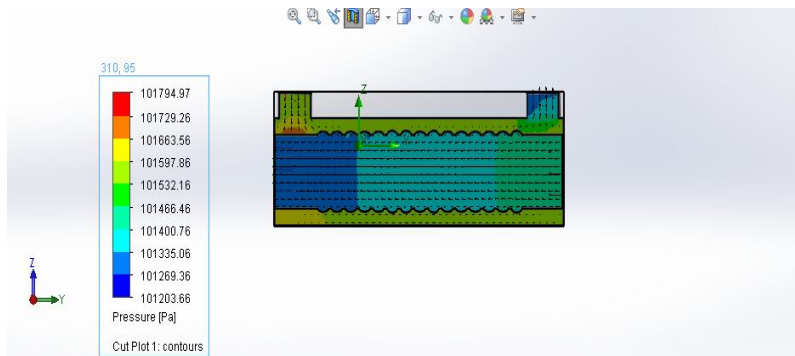 310, 95
101794.97
101729.26
101663.56
101597.86
101532.16
101466.46
101400.76
101335.06
101269.36
101203.66
Pressure [Pa]
Cut Plot 1: contours
Z
Z
Y